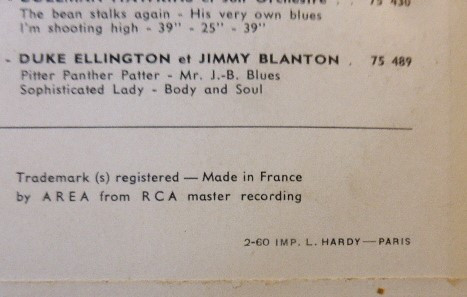 The bean stalks again - His very own blues
I'm shooting high - 39" - 25" - 39"
- DUKE ELLINGTON et JIMMY BLANTON . 75 489
Pitter Panther Patter - Mr. J.-B. Blues
Sophisticated Lady - Body and Soul
Trademark (s) registered — Made in France
by AREA from RCA master recording
2-60 IMP. L. HARDY — PARIS